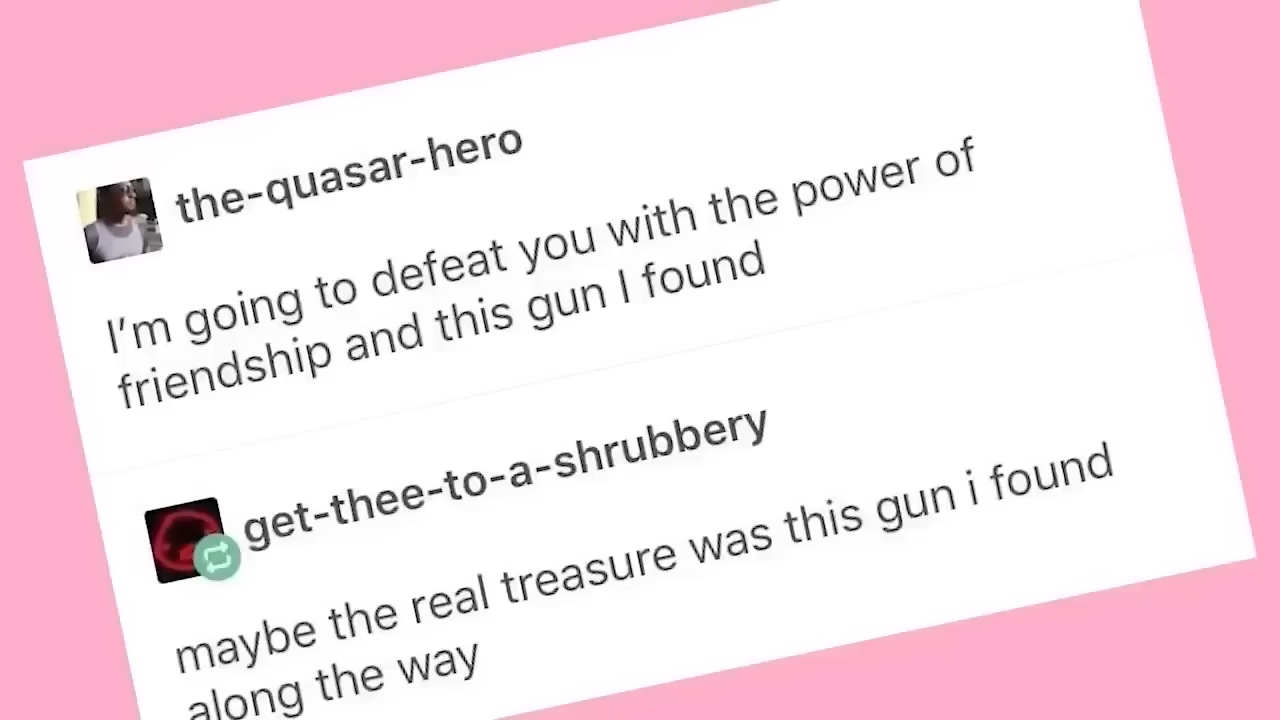 the-quasar-hero
I’m going to defeat you with the power of
friendship and this gun I found
get-thee-to-a-shrubbery
maybe the real treasure was this gun i found
along the way